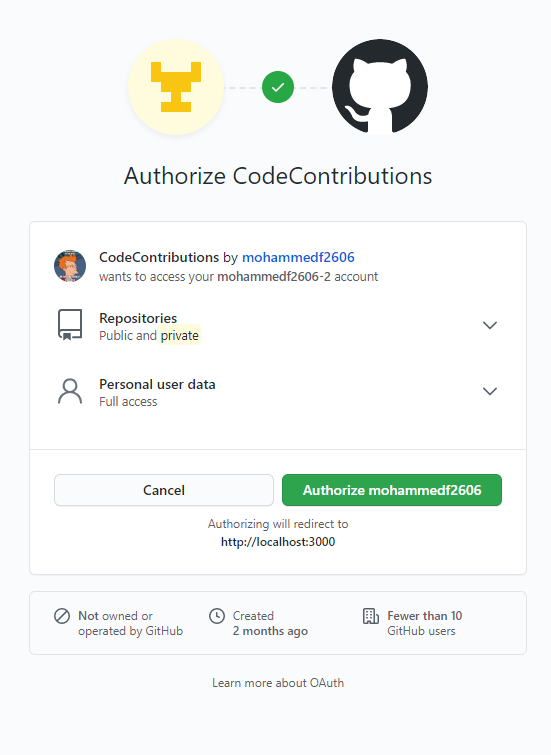 Authorize CodeContributions
CodeContributions by mohammedf2606
wants to access your mohammedf2606-2 account
Repositories
Public and private
Personal user data
Full access
Cancel
Authorize mohammedf2606
Authorizing will redirect to
http://localhost:3000
Not owned or
operated by GitHub
Created
2 months ago
Fewer than 10
GitHub users
Learn more about OAuth